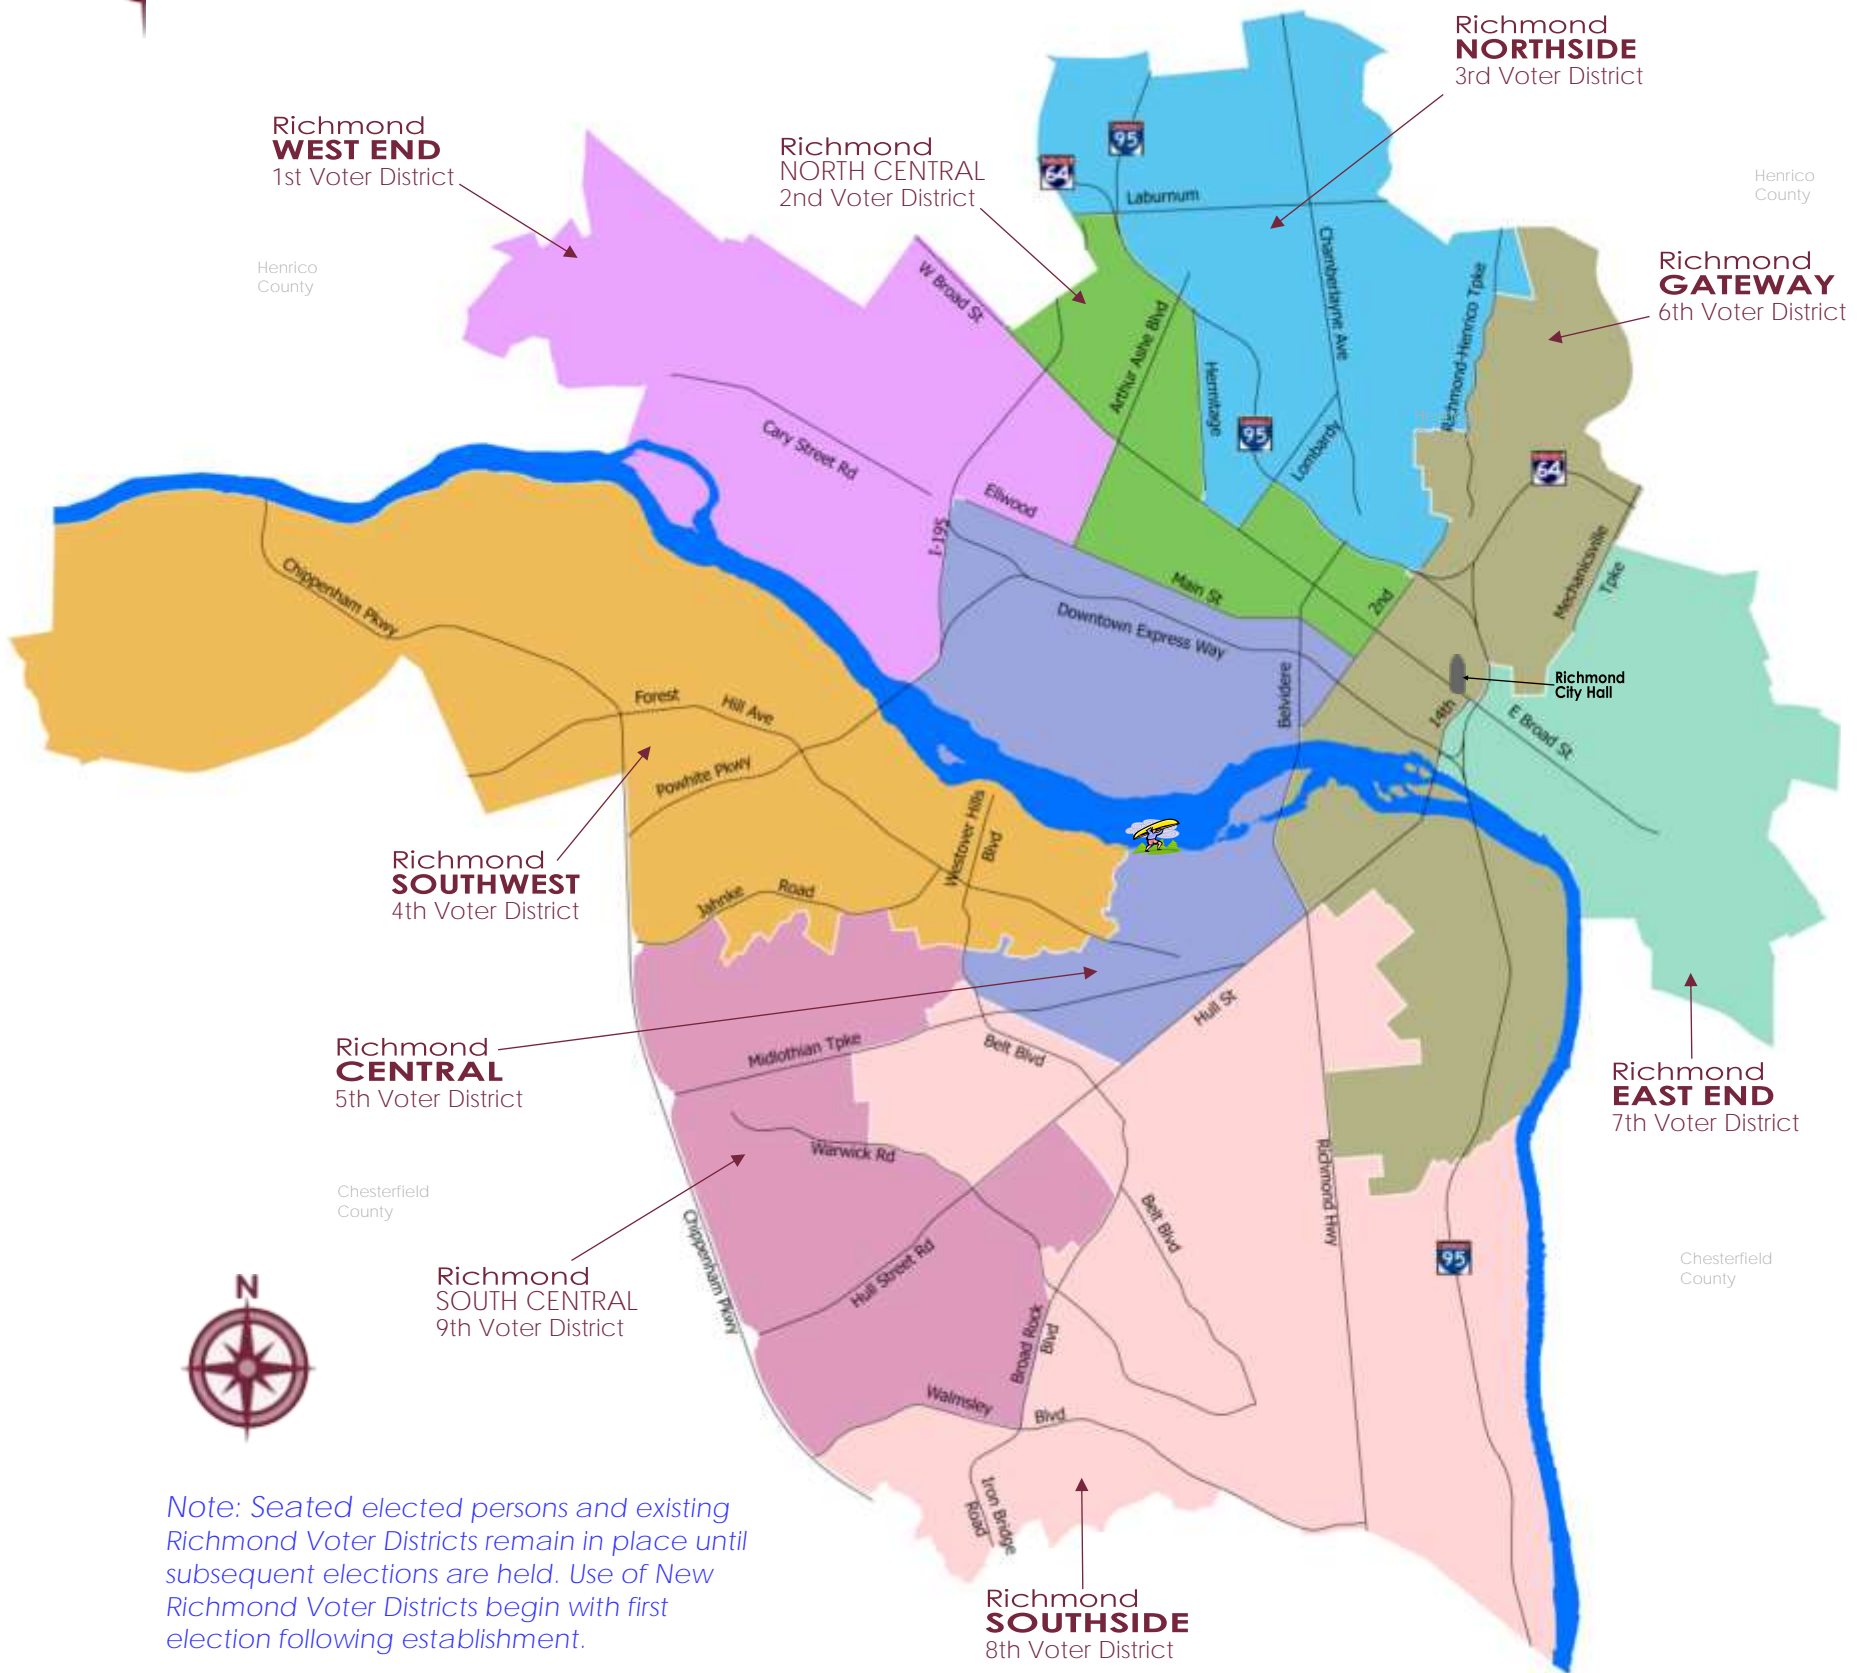 Richmond
NORTHSIDE
3rd Voter District
Richmond
WEST END
1st Voter District
Richmond
NORTH CENTRAL
2nd Voter District
Henrico
County
Henrico
County
Richmond
GATEWAY
6th Voter District
95
64
Laburnum
Chamberlayne Ave
Richmond-Henrico Tpke
W Broad St
Arthur Ashe Blvd
Hermitage
95
Lombardy
64
Cary Street Rd
Ellwood
I-195
Mechanicsville
Tpke
Main St
2nd
Downtown Express Way
Chippenham Pkwy
Belvidere
Richmond
City Hall
14th
E Broad St
Forest
Hill Ave
Powhite Pkwy
Westover Hills
Blvd
Jahnke
Road
Richmond
SOUTHWEST
4th Voter District
Hull St
Richmond
CENTRAL
5th Voter District
Midlothian Tpke
Belt Blvd
Richmond
EAST END
7th Voter District
Warwick Rd
Richmond Hwy
Chesterfield
County
Belt Blvd
Chippenham Pkwy
Hull Street Rd
95
Chesterfield
County
Richmond
SOUTH CENTRAL
9th Voter District
N
Broad Rock
Blvd
Walmsley
Blvd
Iron Bridge
Road
Note: Seated elected persons and existing
Richmond Voter Districts remain in place until
subsequent elections are held. Use of New
Richmond Voter Districts begin with first
election following establishment.
Richmond
SOUTHSIDE
8th Voter District